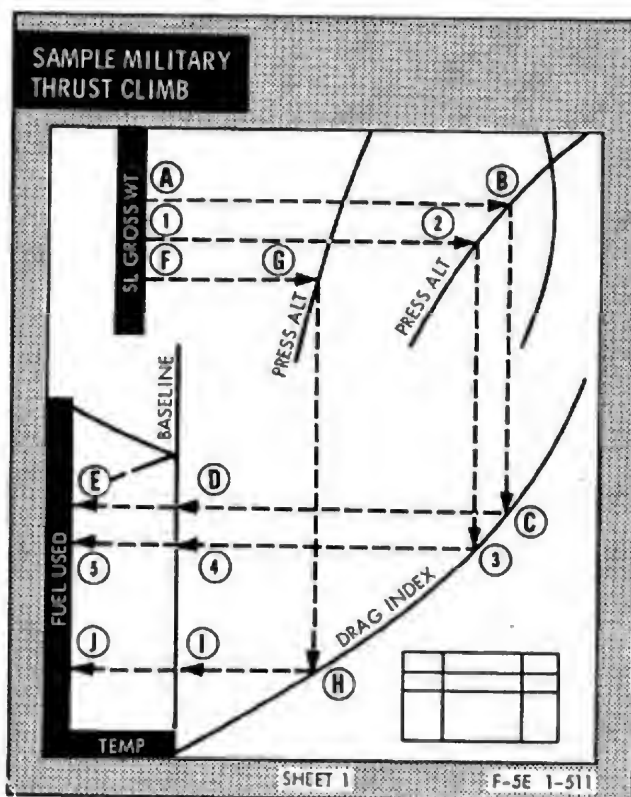 SAMPLE MILITARY
THRUST CLIMB
SL GROSS WT
A
B
1
2
F
G
PRESS ALT
PRESS ALT
BASELINE
E
D
C
5
4
3
FUEL USED
DRAG INDEX
J
I
H
TEMP
SHEET 1
F-5E 1-511